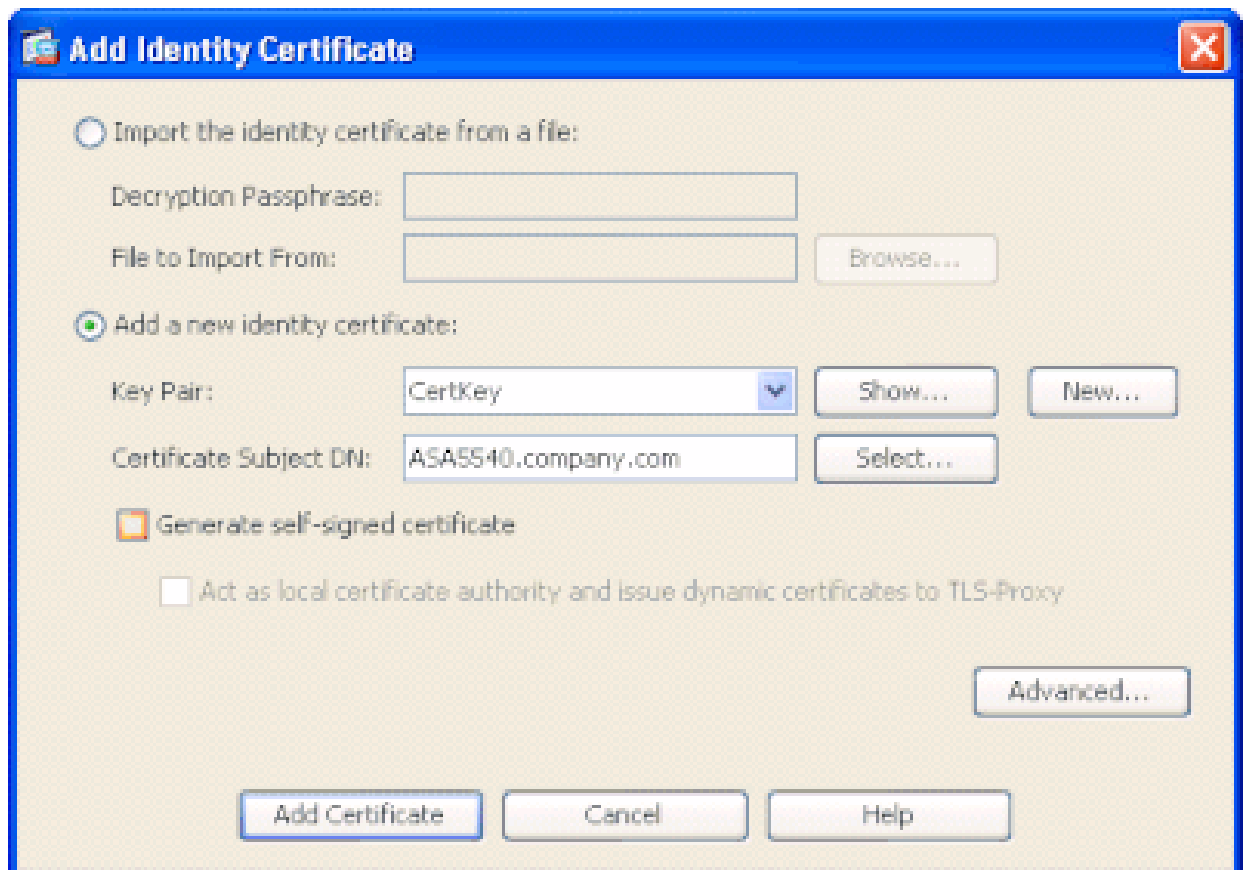 Add Identity Certificate
Import the identity certificate from a file:
Decryption Passphrase:
File to Import From: Browse...
Add a new identity certificate:
Key Pair: CertKey Show... New...
Certificate Subject DN: ASA5540.company.com Select...
Generate self-signed certificate
Act as local certificate authority and issue dynamic certificates to TLS-Proxy
Advanced...
Add Certificate Cancel Help